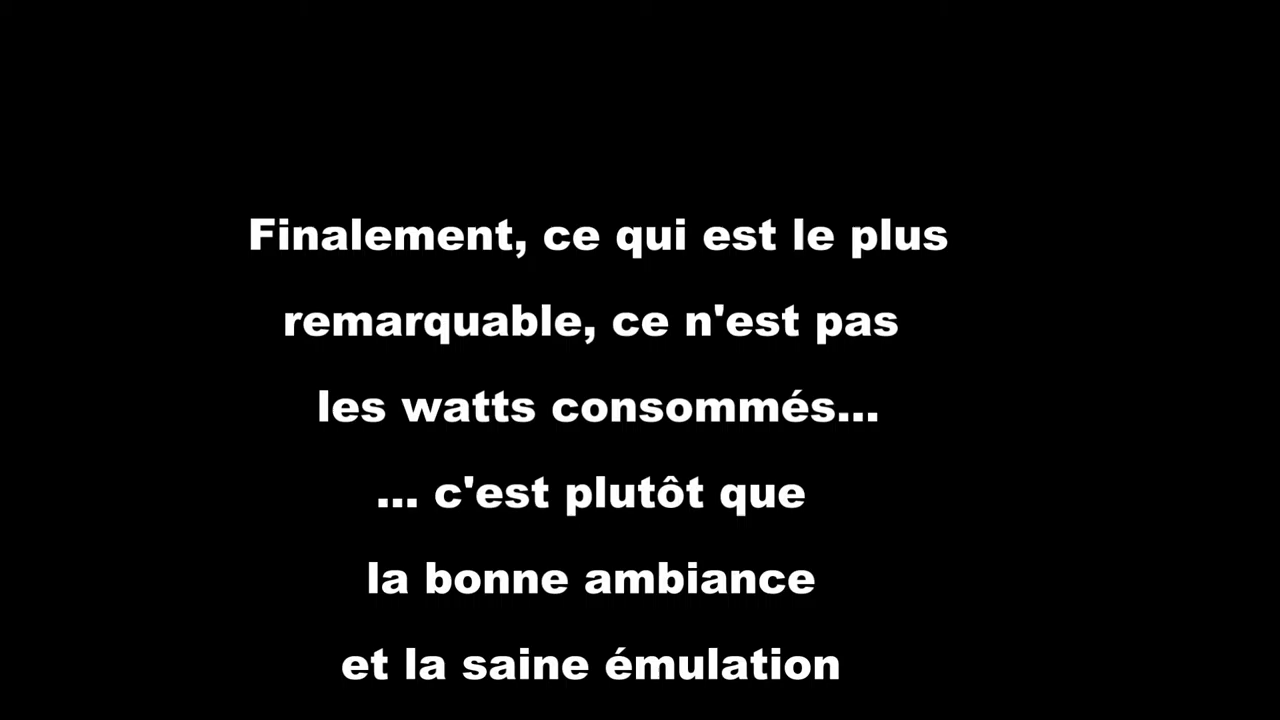 Finalement, ce qui est le plus
remarquable, ce n'est pas
les watts consommés...
... c'est plutôt que
la bonne ambiance
et la saine émulation